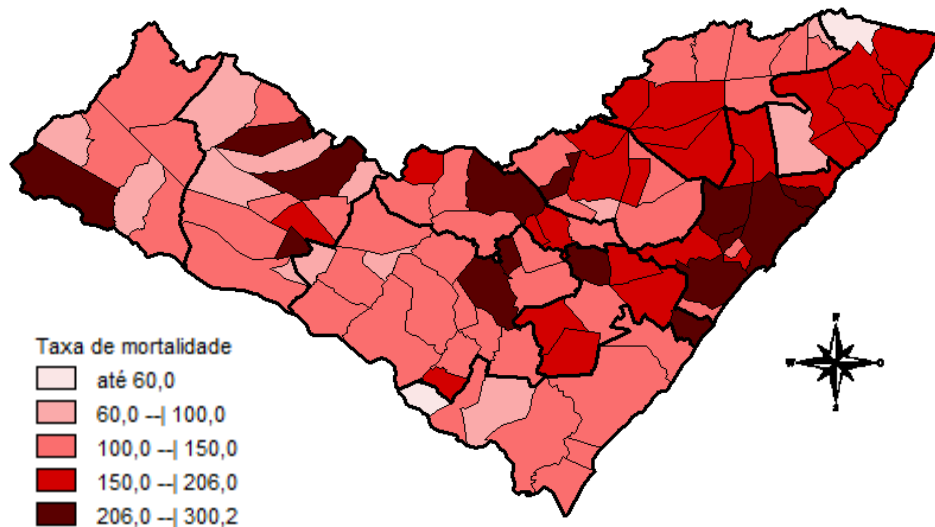 Taxa de mortalidade
até 60,0
60,0 --| 100,0
100,0 --| 150,0
150,0 --| 206,0
206,0 --| 300,2